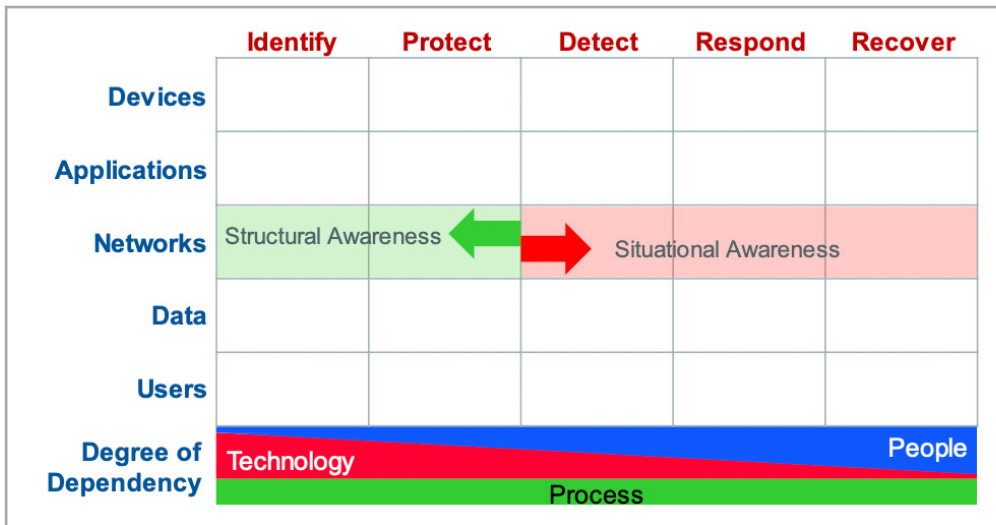 Identify Protect Detect Respond Recover
Devices
Applications
Networks Structural Awareness Situational Awareness
Data
Users
Degree of
Dependency
Technology People
Process